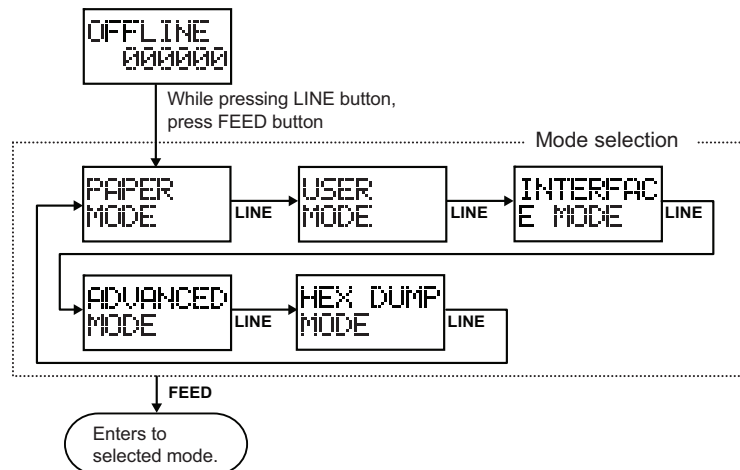 OFFLINE
000000
While pressing LINE button,
press FEED button
Mode selection
PAPER
MODE
LINE
USER
MODE
LINE
INTERFAC
E MODE
LINE
ADVANCED
MODE
LINE
HEX DUMP
MODE
LINE
FEED
Enters to
selected mode.